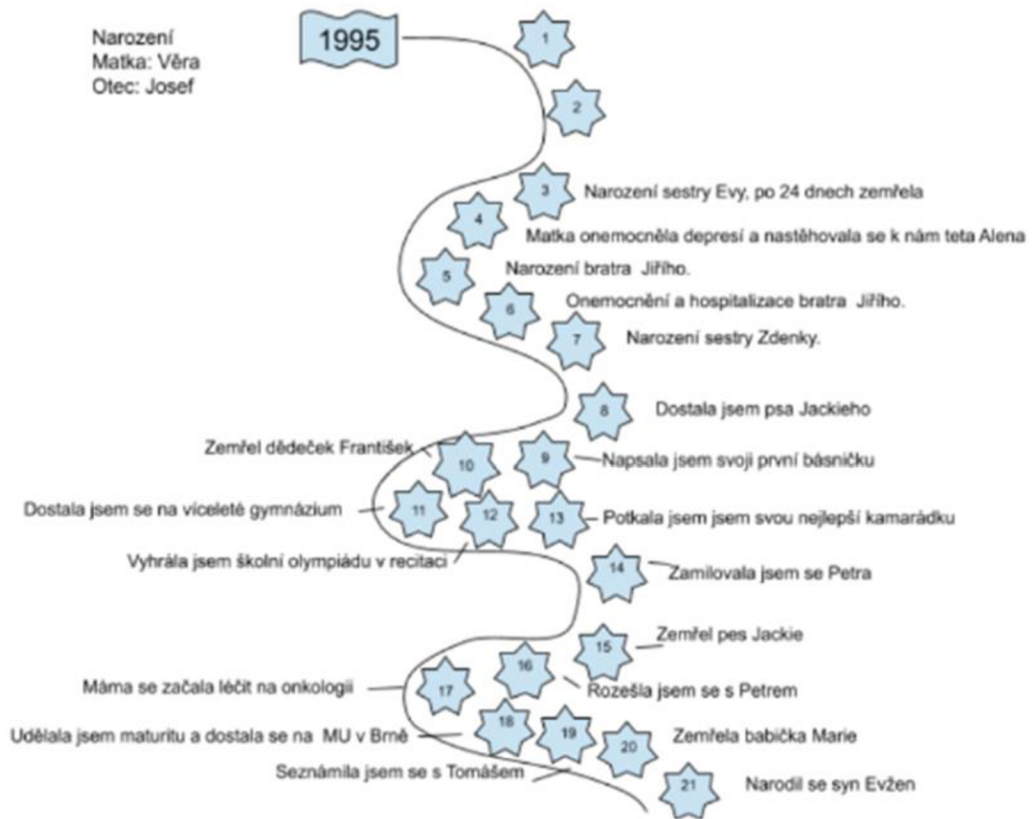 Narození
Matka: Věra
Otec: Josef
1995
1
2
3 Narození sestry Evy, po 24 dnech zemřela
4 Matka onemocněla depresí a nastěhovala se k nám teta Alena
5 Narození bratra Jiřího.
6 Onemocnění a hospitalizace bratra Jiřího.
7 Narození sestry Zdenky.
8 Dostala jsem psa Jackieho
Zemřel dědeček František 10
9 Napsala jsem svoji první básničku
Dostala jsem se na víceleté gymnázium 11
Vyhrála jsem školní olympiádu v recitaci 12
13 Potkala jsem jsem svou nejlepší kamarádku
14 Zamilovala jsem se Petra
15 Zemřel pes Jackie
16 Rozešla jsem se s Petrem
Máma se začala léčit na onkologii 17
Udělala jsem maturitu a dostala se na MU v Brně 18
Seznámila jsem se s Tomášem 19
20 Zemřela babička Marie
21 Narodil se syn Evžen